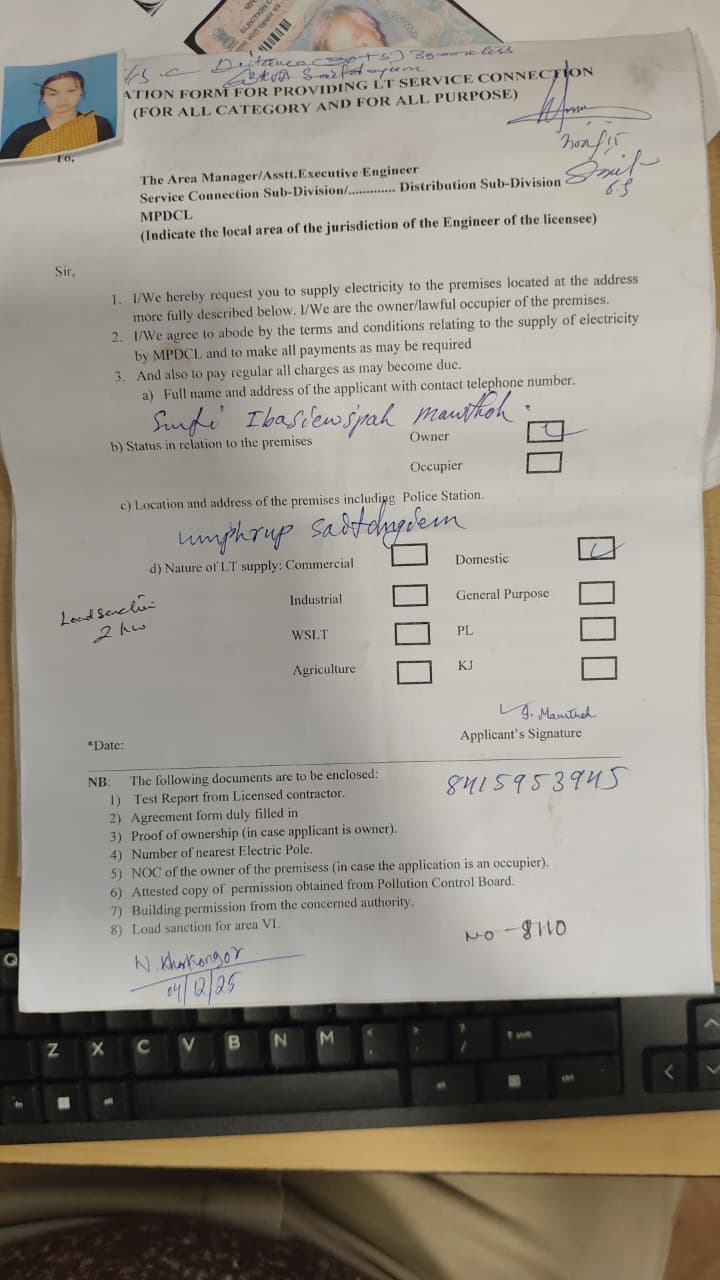 ELECTION
S.C Distance
ATION FORM FOR PROVIDING LT SERVICE CONNECTION
(FOR ALL CATEGORY AND FOR ALL PURPOSE)
To,
The Area Manager/Asstt.Executive Engineer
Service Connection Sub-Division/............. Distribution Sub-Division
MPDCL
(Indicate the local area of the jurisdiction of the Engineer of the licensee)
Sir,
1. I/We hereby request you to supply electricity to the premises located at the address
more fully described below. I/We are the owner/lawful occupier of the premises.
2. I/We agree to abode by the terms and conditions relating to the supply of electricity
by MPDCL and to make all payments as may be required
3. And also to pay regular all charges as may become due.
a) Full name and address of the applicant with contact telephone number.
Ibasiewspah Mawthoh.
b) Status in relation to the premises Owner
Occupier
c) Location and address of the premises including Police Station.
umphrup
d) Nature of LT supply: Commercial Domestic
Industrial General Purpose
Load Sanction
2 kw
WSLT PL
Agriculture KJ
I. Mawthoh
*Date: Applicant's Signature
NB: The following documents are to be enclosed:
8415953945
1) Test Report from Licensed contractor.
2) Agreement form duly filled in
3) Proof of ownership (in case applicant is owner).
4) Number of nearest Electric Pole.
5) NOC of the owner of the premisess (in case the application is an occupier).
6) Attested copy of permission obtained from Pollution Control Board.
7) Building permission from the concerned authority.
8) Load sanction for area VI.
NO - 8110
N. Kharkongor
04/12/25
Q
Z X C V B N M